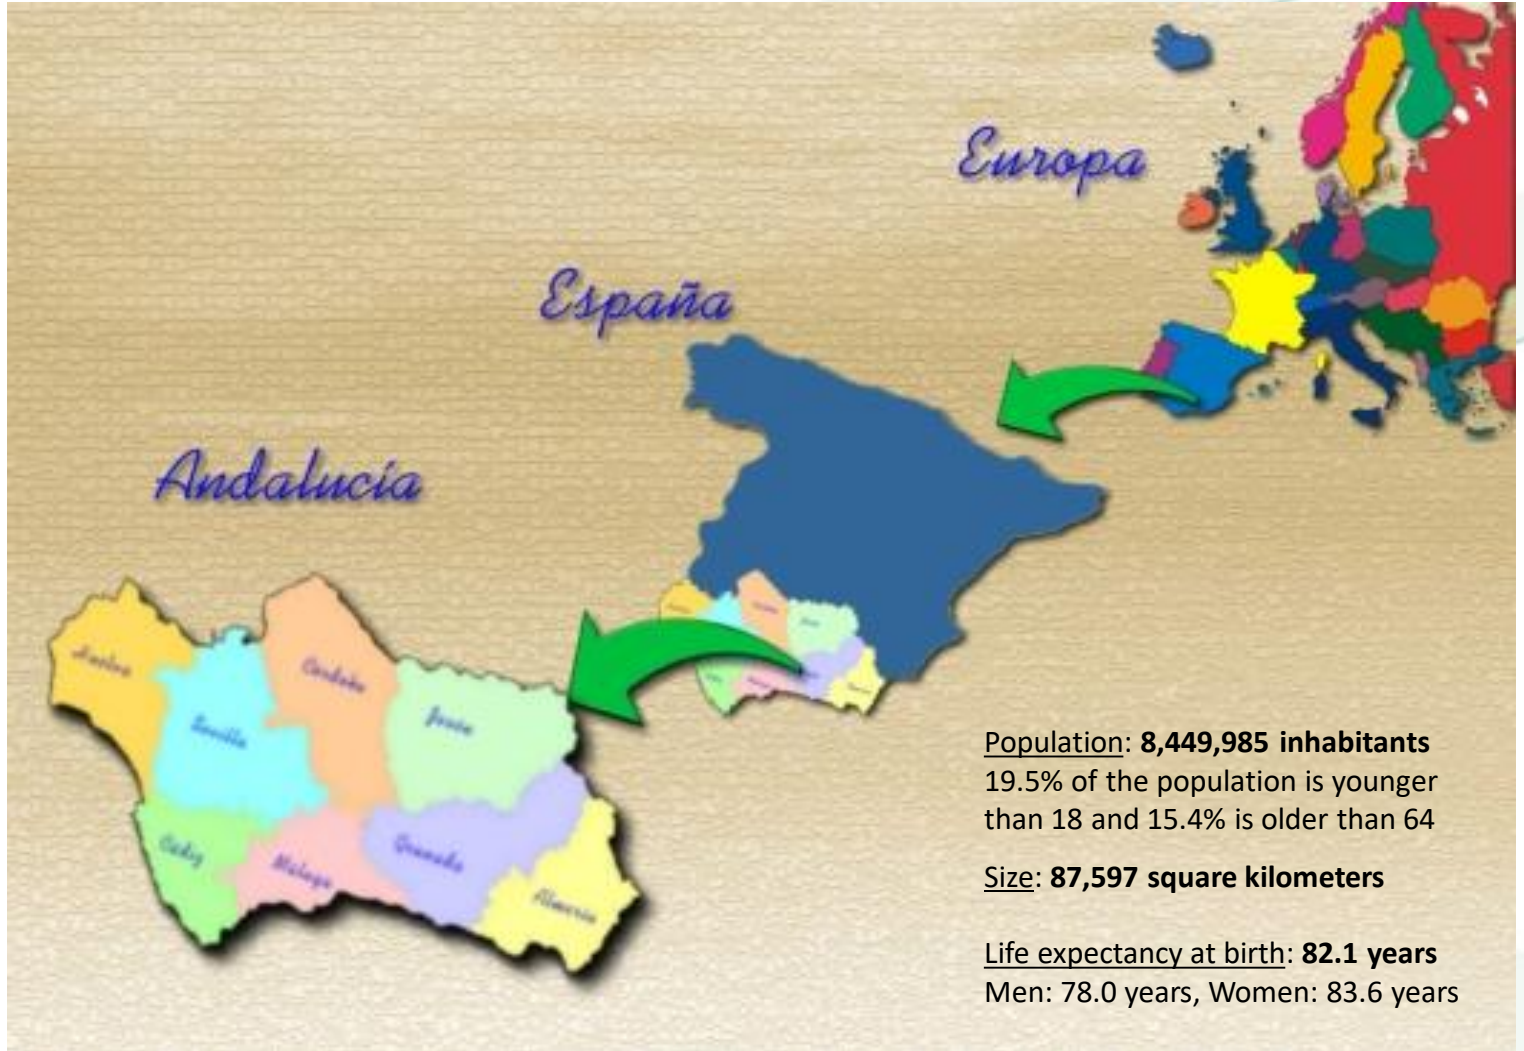 Europa
España
Andalucía
Huelva
Sevilla
Córdoba
Jaén
Cádiz
Málaga
Granada
Almería
Population: 8,449,985 inhabitants
19.5% of the population is younger
than 18 and 15.4% is older than 64
Size: 87,597 square kilometers
Life expectancy at birth: 82.1 years
Men: 78.0 years, Women: 83.6 years